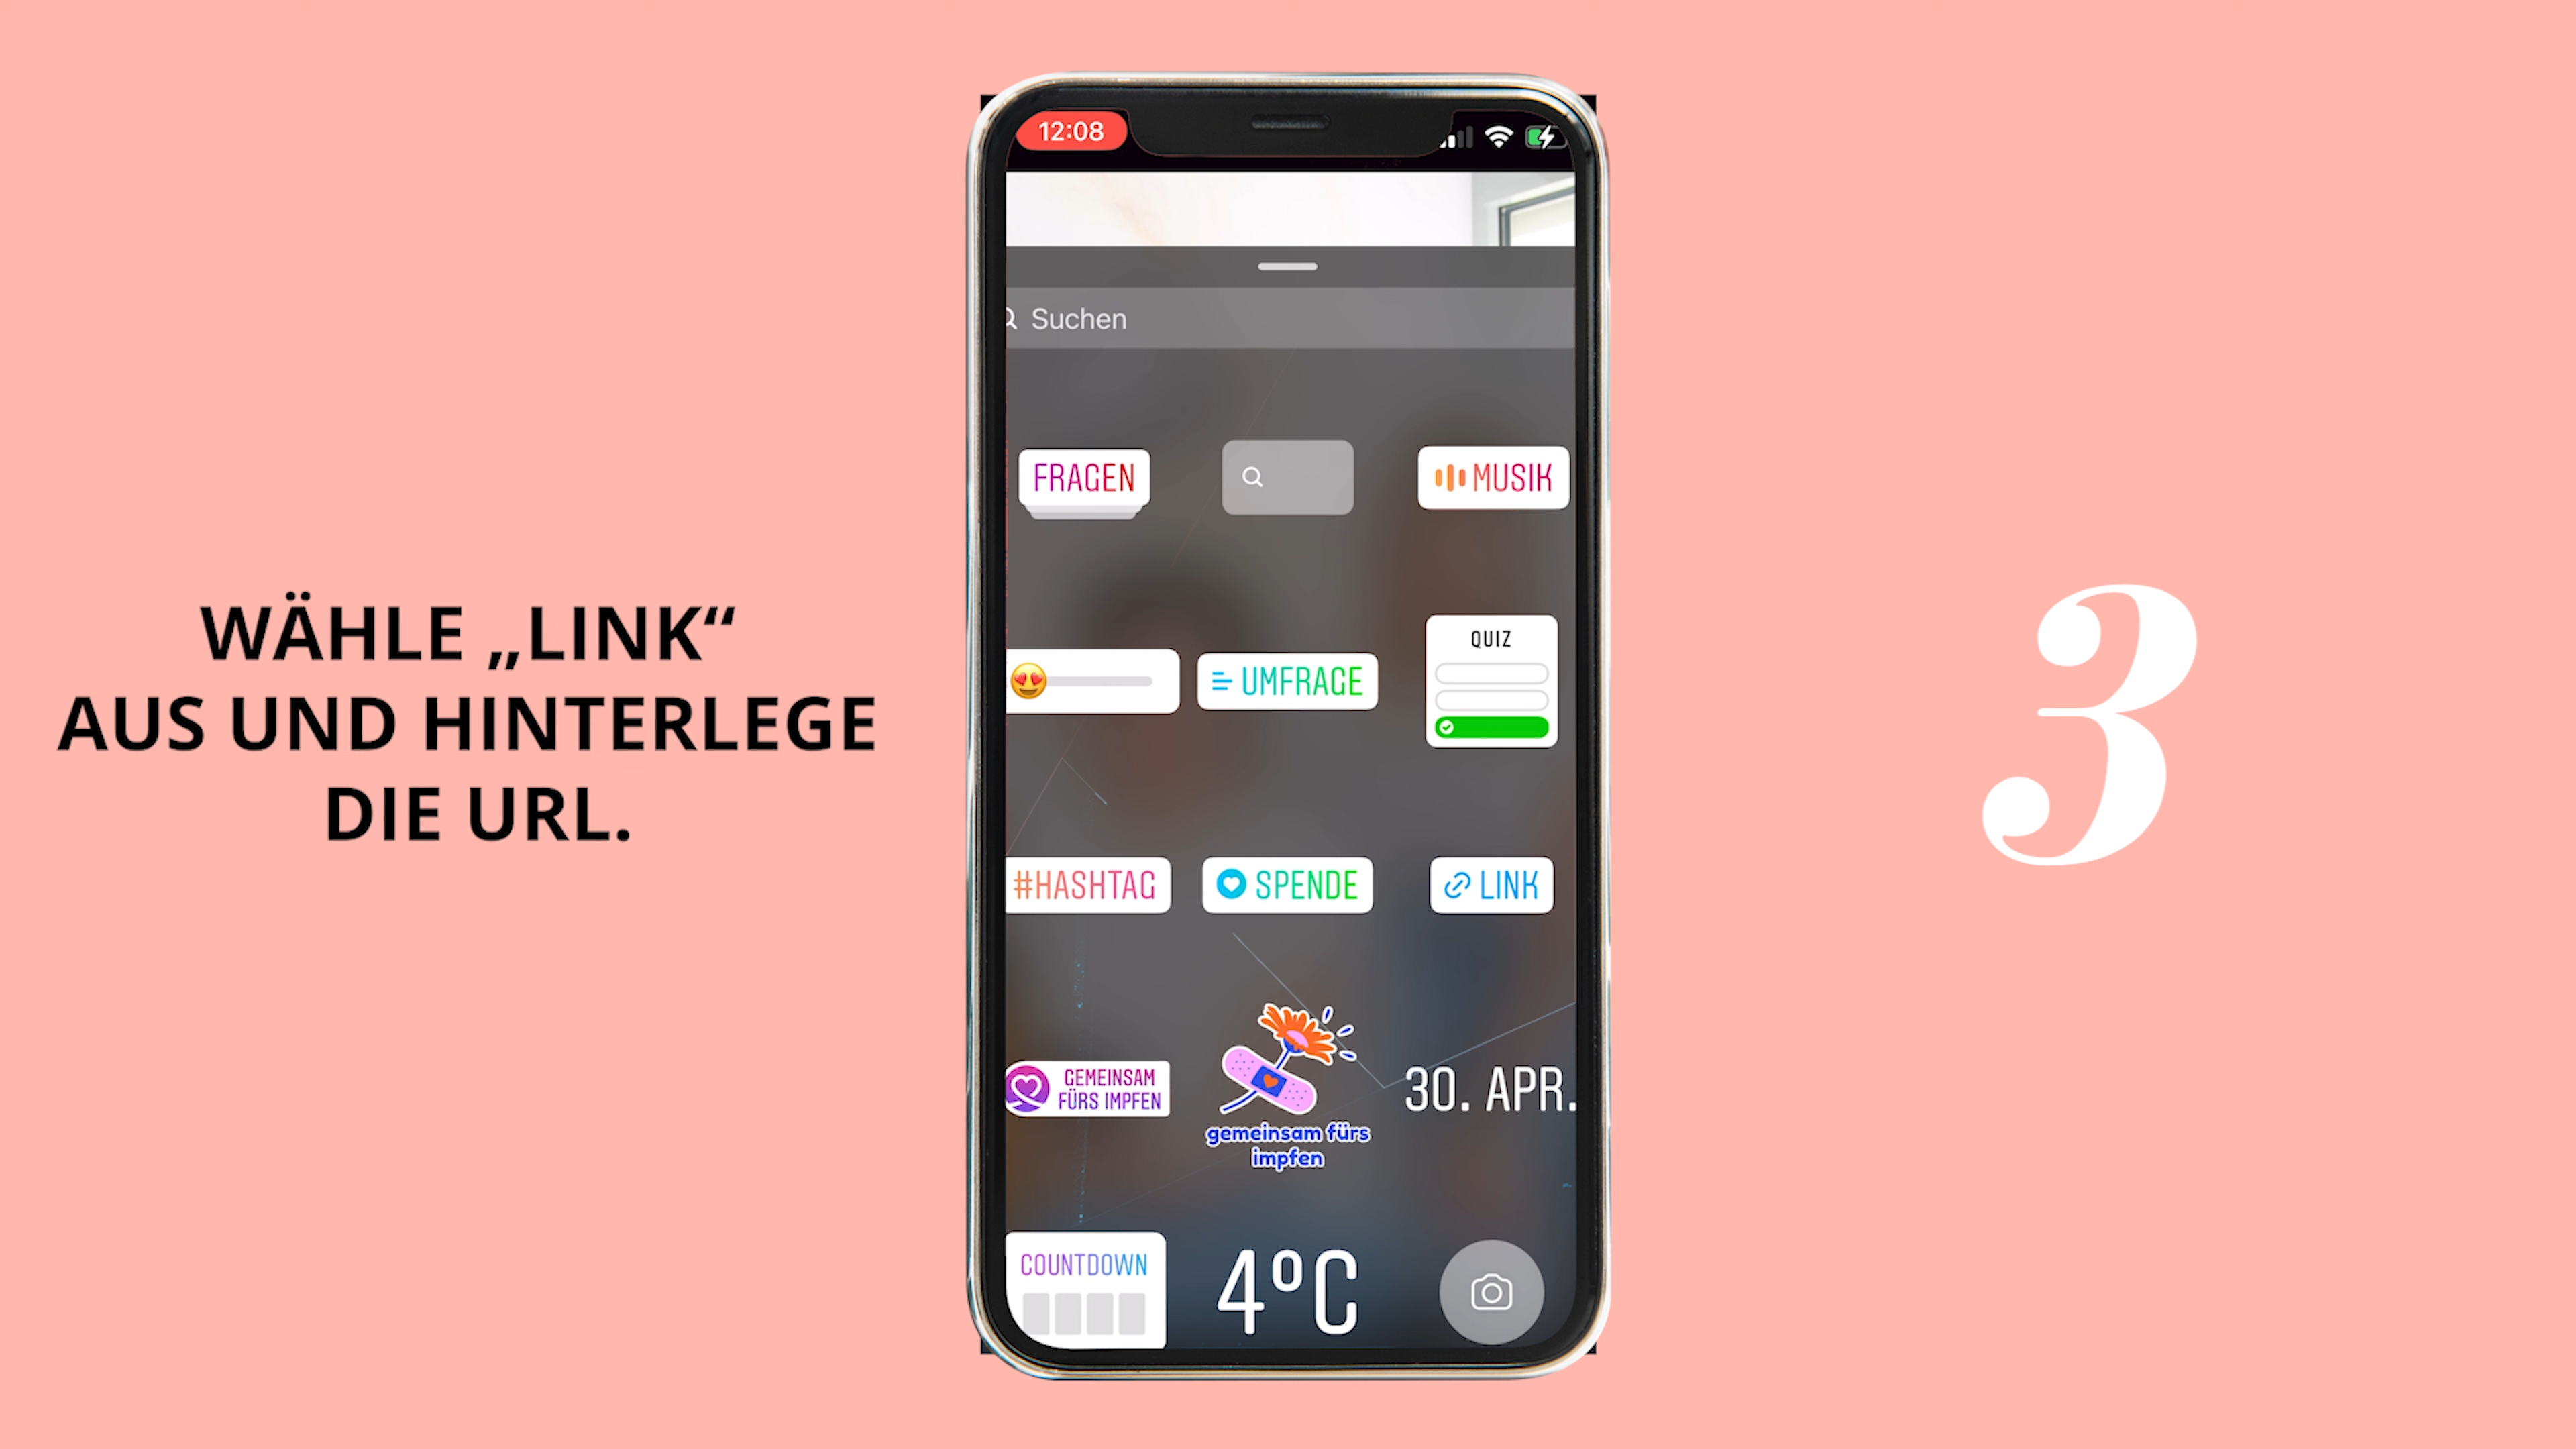 WÄHLE „LINK“
AUS UND HINTERLEGE
DIE URL.
12:08
Suchen
FRAGEN
MUSIK
UMFRAGE
QUIZ
#HASHTAG
SPENDE
LINK
GEMEINSAM
FÜRS IMPFEN
gemeinsam fürs
impfen
30. APR.
COUNTDOWN
4°C
3